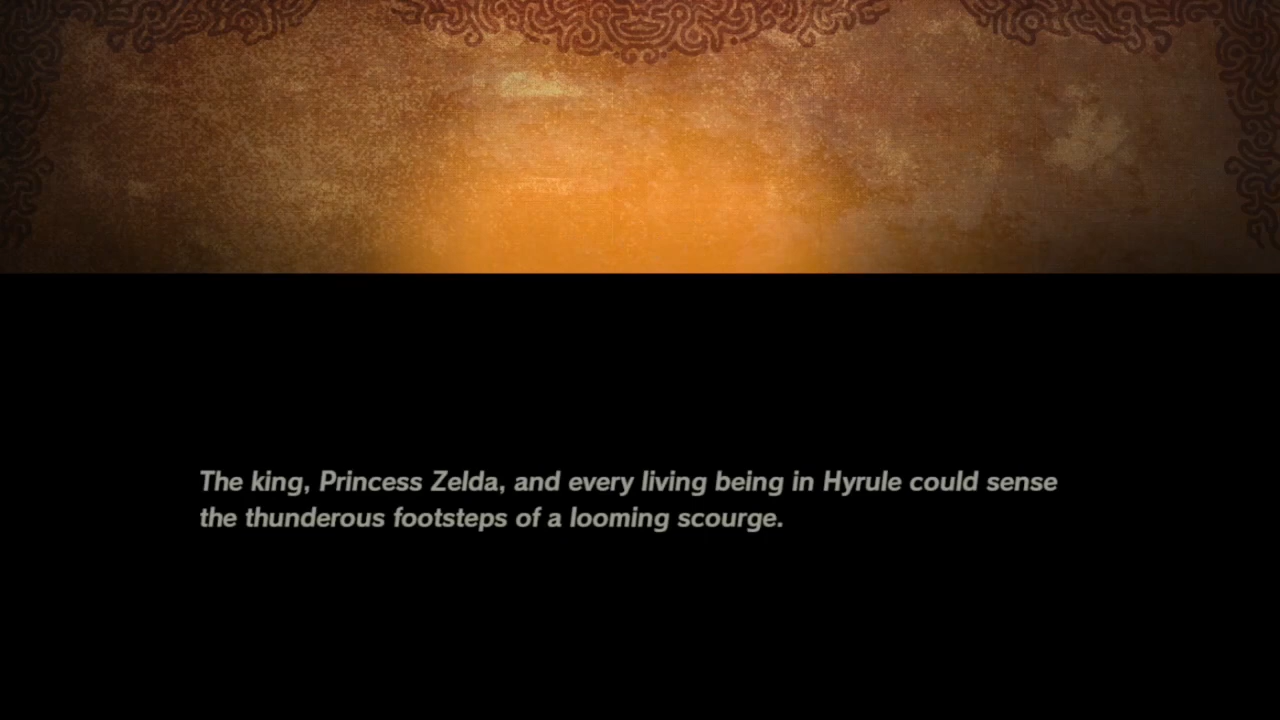 The king, Princess Zelda, and every living being in Hyrule could sense
the thunderous footsteps of a looming scourge.